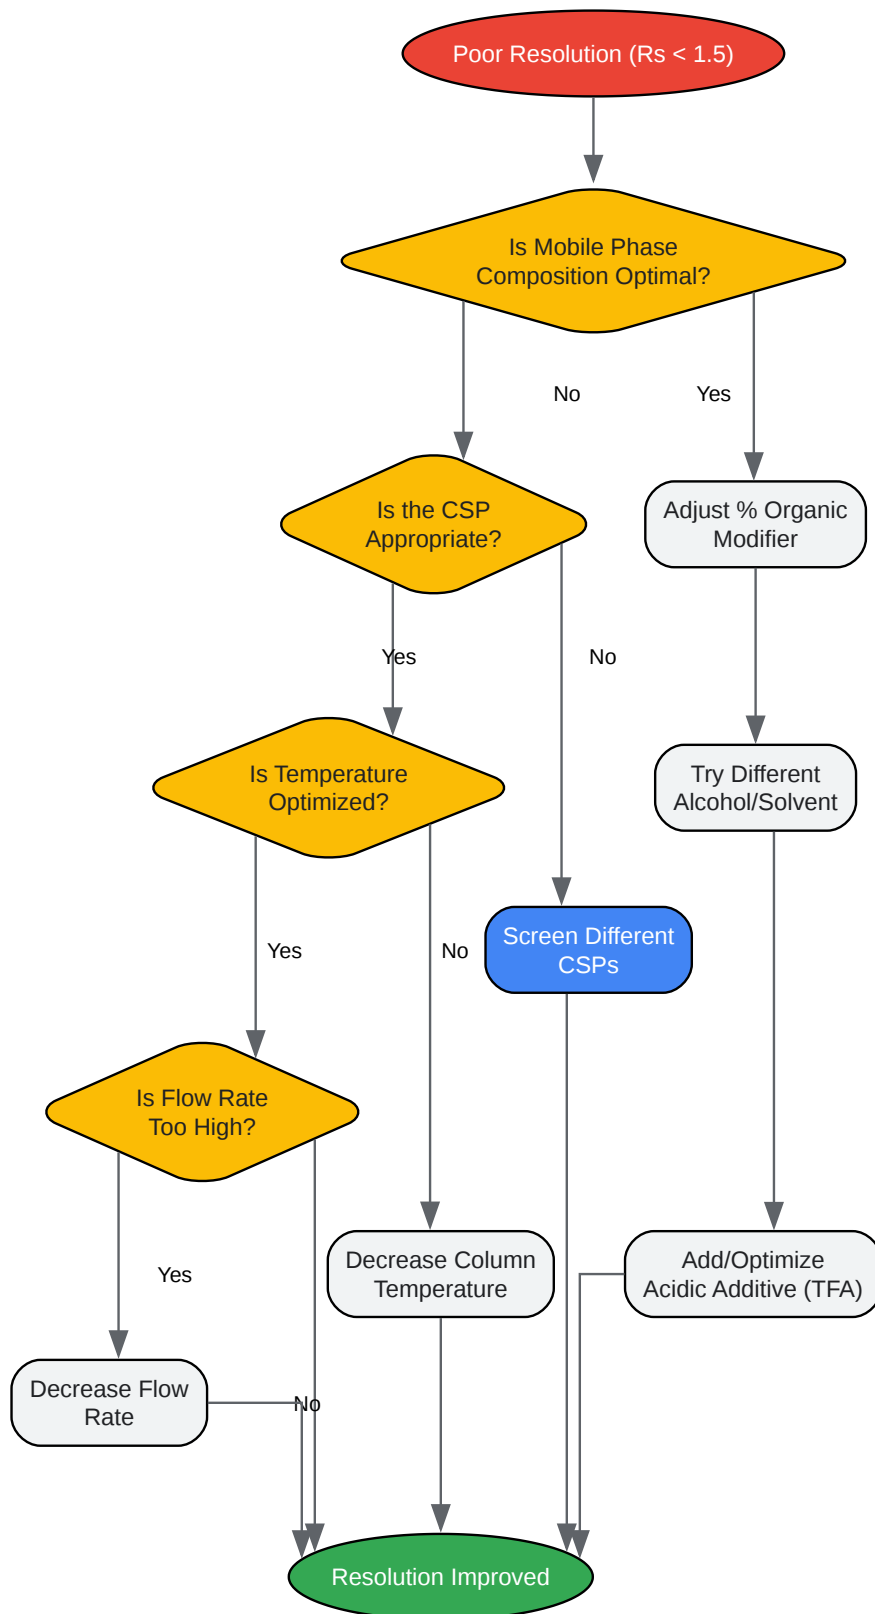 Poor Resolution (Rs < 1.5)
Is Mobile Phase
Composition Optimal?
No
Yes
Is the CSP
Appropriate?
Adjust % Organic
Modifier
Yes
No
Is Temperature
Optimized?
Try Different
Alcohol/Solvent
Yes
No
Screen Different
CSPs
Is Flow Rate
Too High?
Yes
Decrease Column
Temperature
Add/Optimize
Acidic Additive (TFA)
Decrease Flow
Rate
No
Resolution Improved